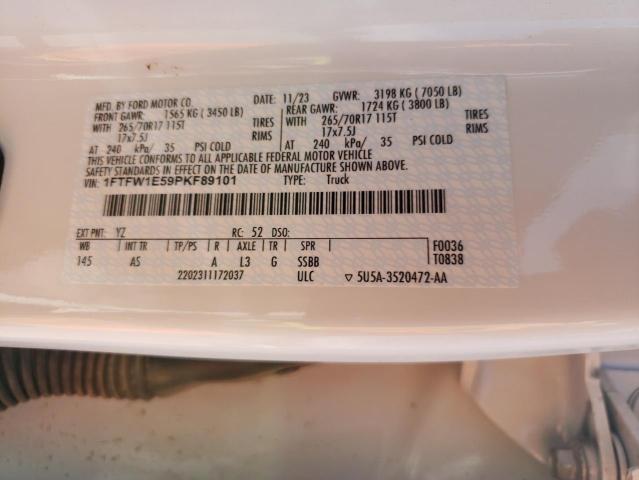 MFD. BY FORD MOTOR CO. DATE: 11/23 GVWR: 3198 KG (7050 LB)
FRONT GAWR: 1565 KG (3450 LB) REAR GAWR: 1724 KG (3800 LB)
WITH 265/70R17 115T TIRES WITH 265/70R17 115T TIRES
17x7.5J RIMS 17x7.5J RIMS
AT 240 kPa/ 35 PSI COLD AT 240 kPa/ 35 PSI COLD
THIS VEHICLE CONFORMS TO ALL APPLICABLE FEDERAL MOTOR VEHICLE
SAFETY STANDARDS IN EFFECT ON THE DATE OF MANUFACTURE SHOWN ABOVE.
VIN: 1FTFW1E59PKF89101 TYPE: Truck
EXT PNT: YZ RC: 52 DSO: F0036
WB INT TR TP/PS R AXLE TR SPR T0838
145 AS A L3 G SSBB
2202311172037 ULC ▽ 5U5A-3520472-AA